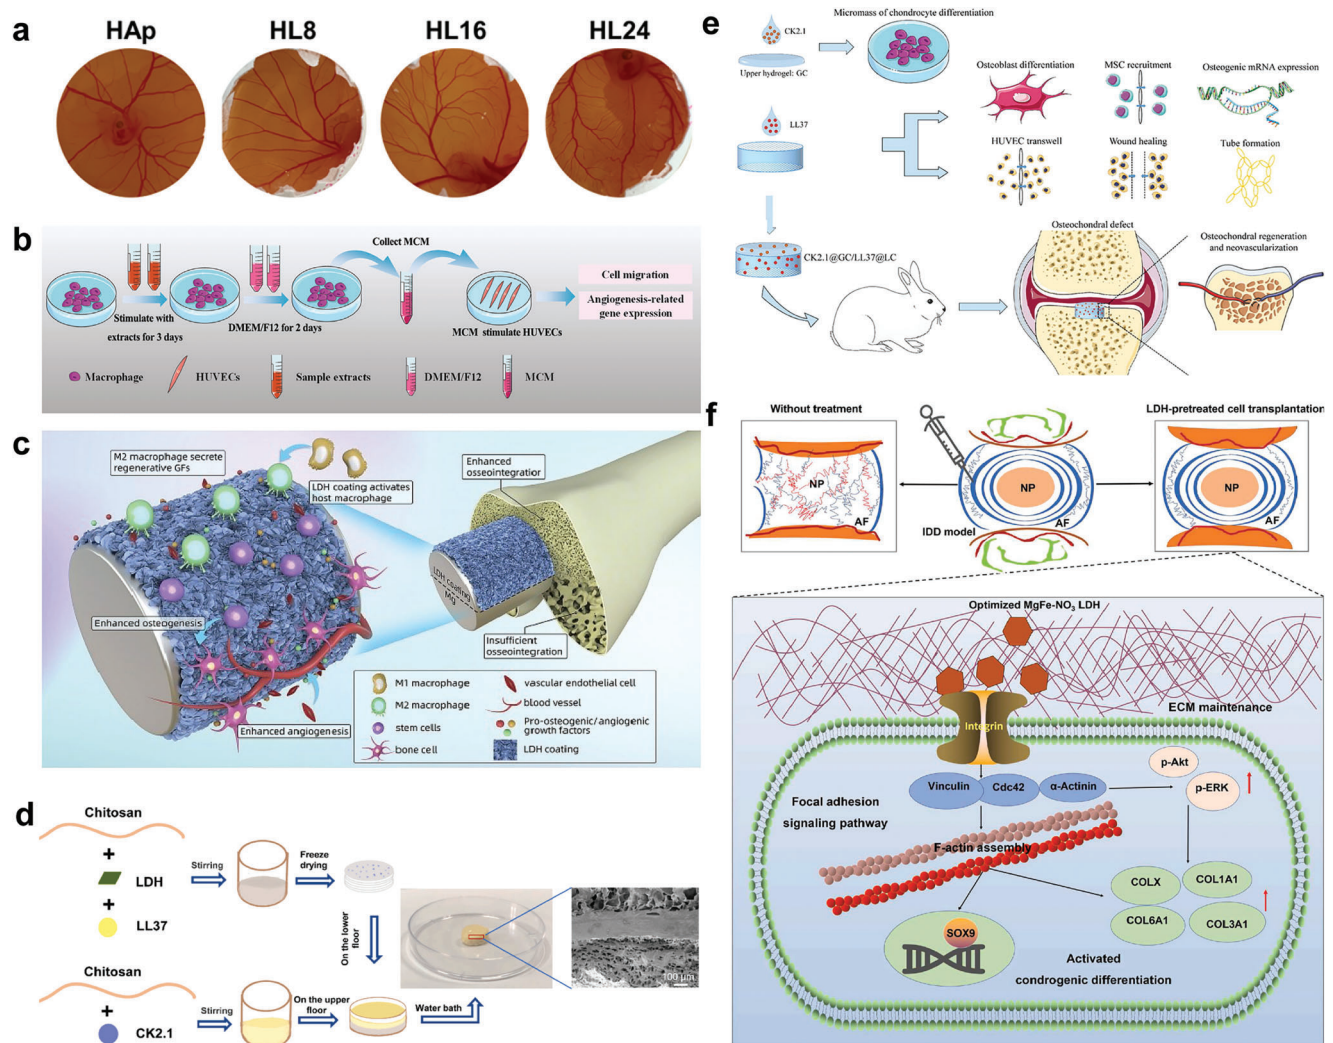 a
HAp
HL8
HL16
HL24
b
Collect MCM
Stimulate with
extracts for 3 days
DMEM/F12 for 2 days
MCM stimulate HUVECs
Cell migration
Angiogenesis-related
gene expression
Macrophage
HUVECs
Sample extracts
DMEM/F12
MCM
c
M2 macrophage secrete
regenerative GFs
LDH coating activates
host macrophage
Enhanced
osseointegratior
LDH coating
Mg
Enhanced osteogenesis
Insufficient
osseointegration
Enhanced angiogenesis
M1 macrophage
M2 macrophage
stem cells
bone cell
vascular endothelial cell
blood vessel
Pro-osteogenic/angiogenic
growth factors
LDH coating
d
Chitosan
+
LDH
+
LL37
Stirring
Freeze
drying
On the lower
floor
Chitosan
+
CK2.1
Stirring
On the upper
floor
Water bath
100 μm
e
CK2.1
Upper hydrogel: GC
Micromass of chondrocyte differentiation
LL37
Osteoblast differentiation
MSC recruitment
Osteogenic mRNA expression
HUVEC transwell
Wound healing
Tube formation
CK2.1@GC/LL37@LC
Osteochondral defect
Osteochondral regeneration
and neovascularization
f
Without treatment
LDH-pretreated cell transplantation
NP
AF
IDD model
NP
AF
NP
AF
Optimized MgFe-NO₃ LDH
ECM maintenance
Integrin
Vinculin
Cdc42
α-Actinin
p-Akt
p-ERK
Focal adhesion
signaling pathway
F-actin assembly
COLX
COL1A1
COL6A1
COL3A1
SOX9
Activated
condrogenic differentiation